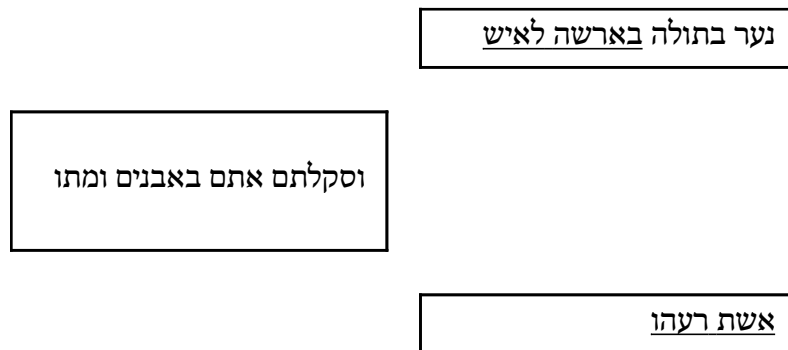 נער בתולה בארשה לאיש
וסקלתם אתם באבנים ומתו
אשת רעהו